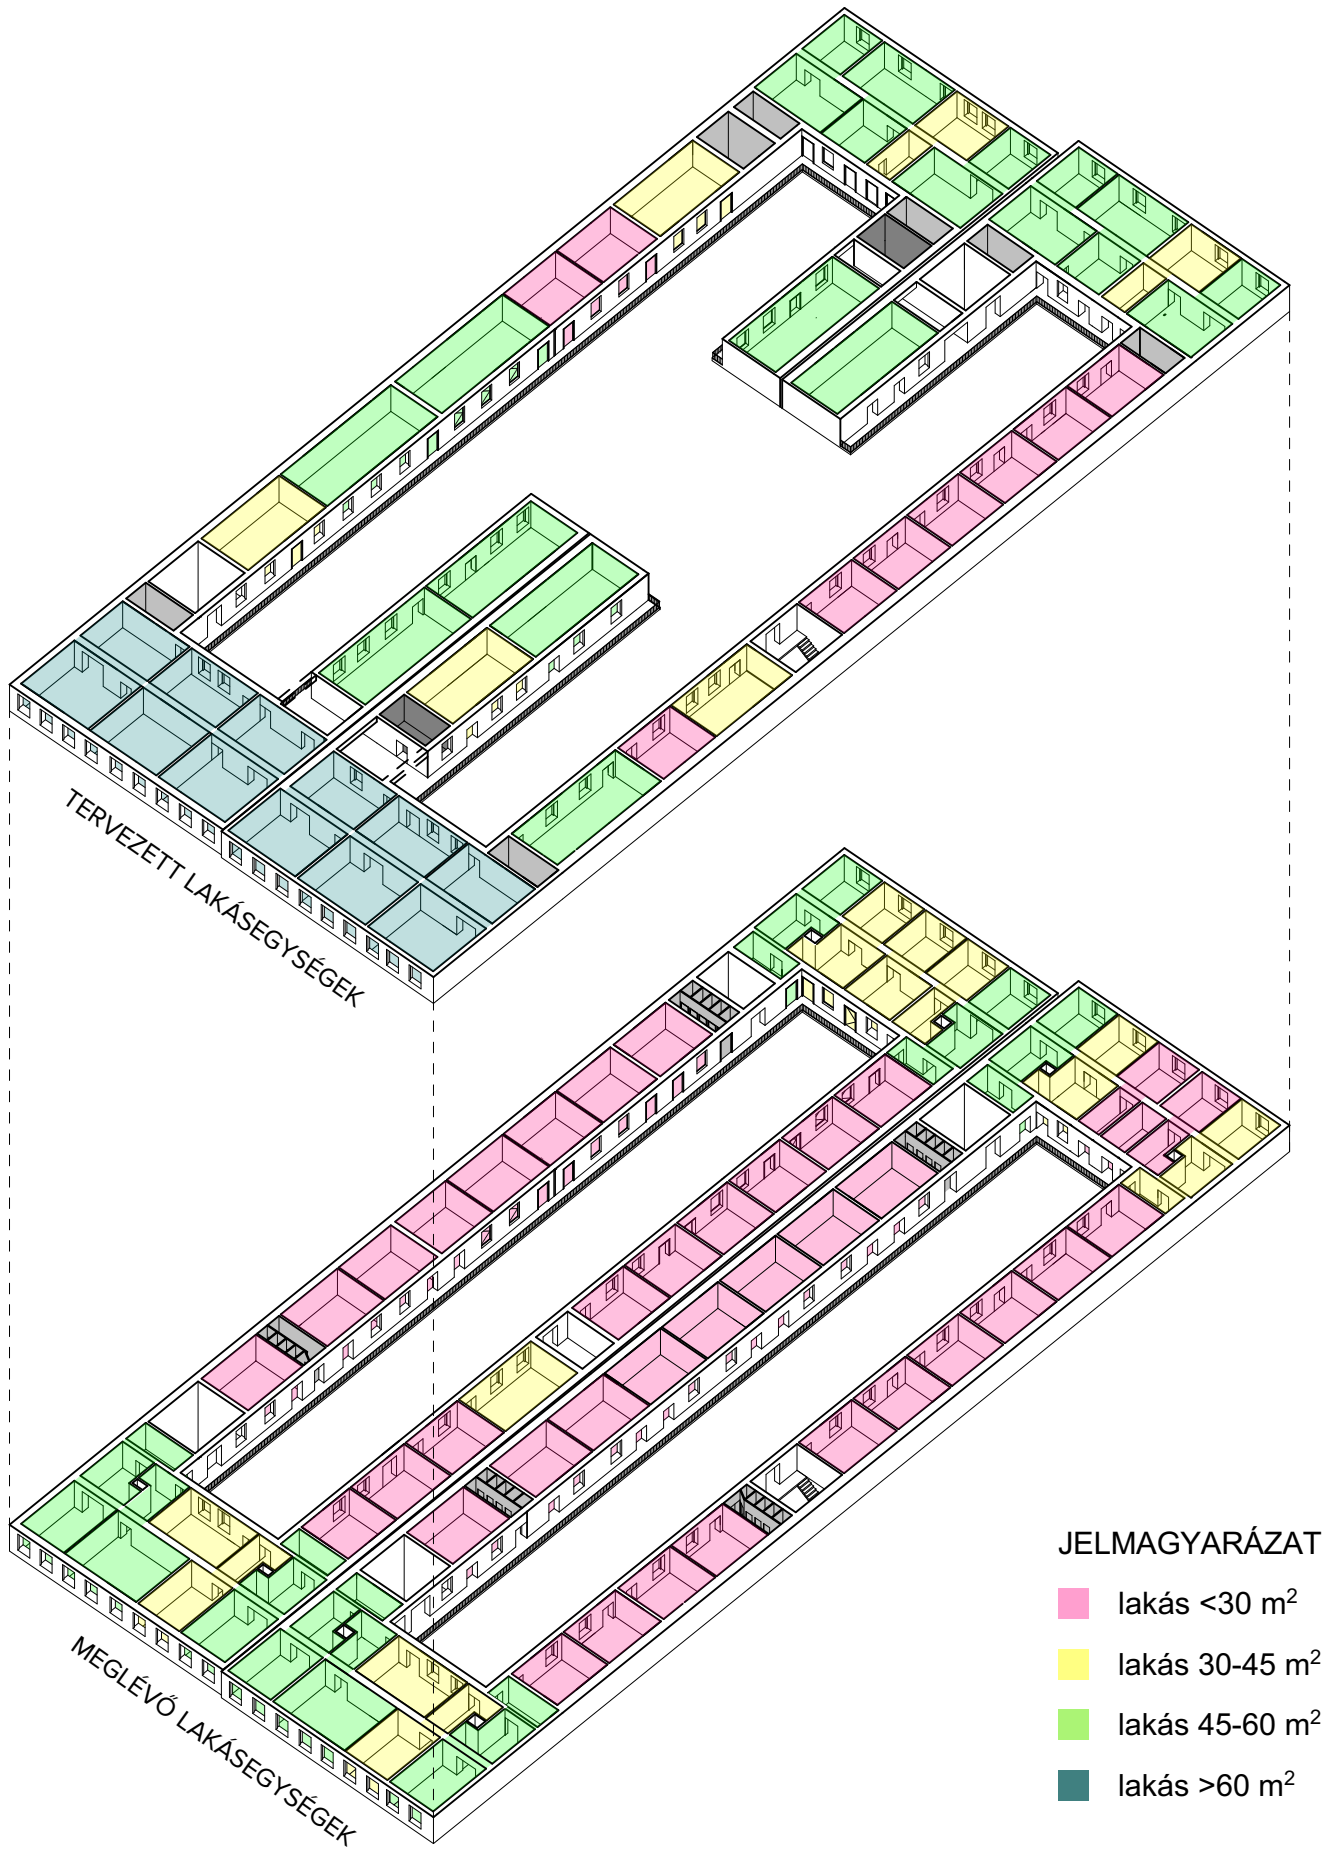 TERVEZETT LAKÁSEGYSÉGEK
MEGLÉVŐ LAKÁSEGYSÉGEK
JELMAGYARÁZAT
lakás <30 m²
lakás 30-45 m²
lakás 45-60 m²
lakás >60 m²